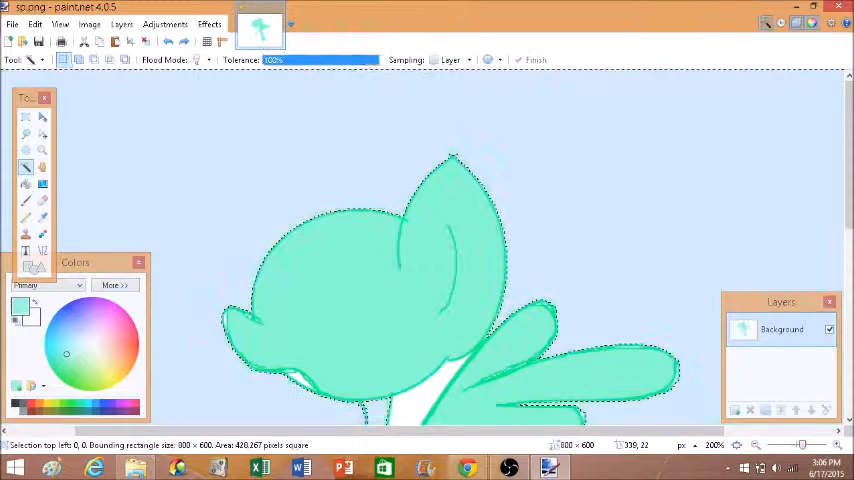 sp.png - paint.net 4.0.5
File Edit View Image Layers Adjustments Effects
Tool: Flood Mode: Tolerance: 100% Sampling: Layer Finish
To...
Colors
Primary More >>
Layers
Background
Selection top left: 0, 0. Bounding rectangle size: 800 × 600. Area: 428,267 pixels square
800 × 600 339, 22 px 200%
3:06 PM
6/17/2015